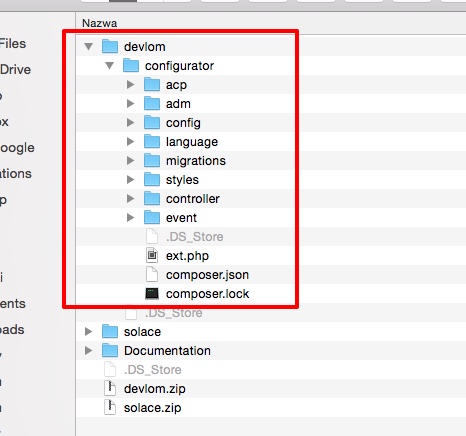 Nazwa
Files
Drive
oogle
ations
p
ox
i
ents
oads
devlom
configurator
acp
adm
config
language
migrations
styles
controller
event
.DS_Store
ext.php
composer.json
composer.lock
.DS_Store
solace
Documentation
.DS_Store
devlom.zip
solace.zip